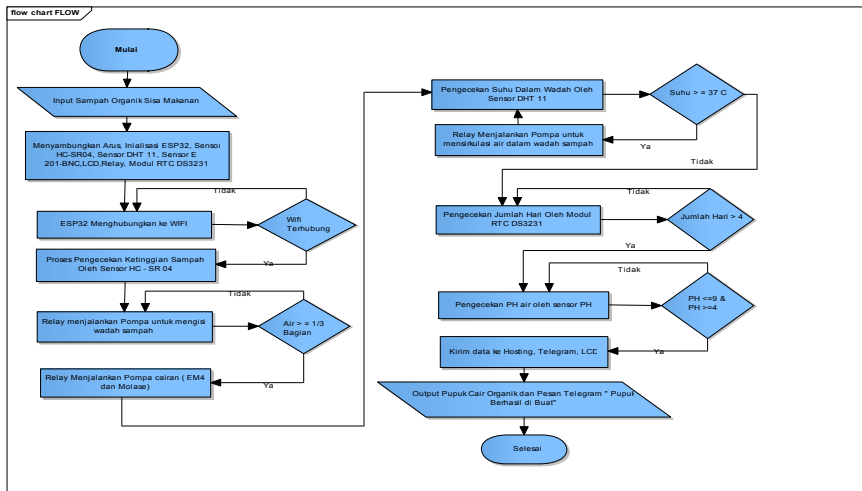 flow chart FLOW
Mulai
Input Sampah Organik Sisa Makanan
Menyambungkan Arus, Inialisasi ESP32, Sensor
HC-SR04, Sensor DHT 11, Sensor E
201-BNC,LCD,Relay, Modul RTC DS3231
Tidak
ESP32 Menghubungkan ke WIFI
Wifi
Terhubung
Ya
Proses Pengecekan Ketinggian Sampah
Oleh Sensor HC - SR 04
Tidak
Relay menjalankan Pompa untuk mengisi
wadah sampah
Air > = 1/3
Bagian
Ya
Relay Menjalankan Pompa cairan ( EM4
dan Molase)
Pengecekan Suhu Dalam Wadah Oleh
Sensor DHT 11
Suhu > = 37 C
Ya
Relay Menjalankan Pompa untuk
mensirkulasi air dalam wadah sampah
Tidak
Tidak
Pengecekan Jumlah Hari Oleh Modul
RTC DS3231
Jumlah Hari > 4
Ya
Tidak
Pengecekan PH air oleh sensor PH
PH <=9 &
PH >=4
Ya
Kirim data ke Hosting, Telegram, LCD
Output Pupuk Cair Organik dan Pesan Telegram " Pupuk
Berhasil di Buat"
Selesai